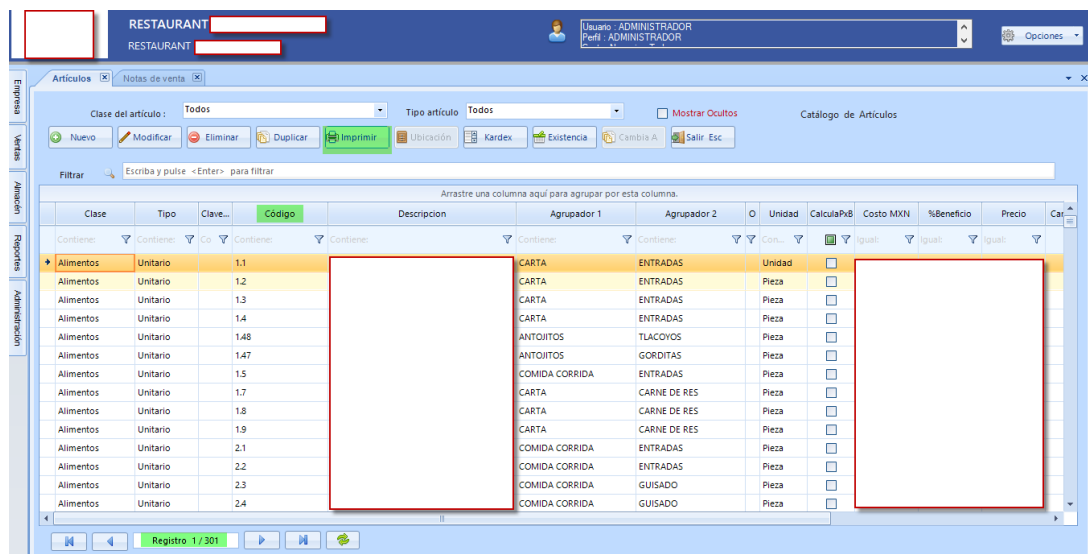 RESTAURANT
RESTAURANT
Usuario : ADMINISTRADOR
Perfil : ADMINISTRADOR
Opciones
Empresa
Ventas
Almacén
Reportes
Administración
Artículos Notas de venta
Clase del artículo : Todos Tipo artículo Todos Mostrar Ocultos Catálogo de Artículos
Nuevo Modificar Eliminar Duplicar Imprimir Ubicación Kardex Existencia Cambia A Salir Esc
Filtrar Escriba y pulse <Enter> para filtrar
Arrastre una columna aquí para agrupar por esta columna.
Clase Tipo Clave... Código Descripcion Agrupador 1 Agrupador 2 O Unidad CalculaPxB Costo MXN %Beneficio Precio Car
Contiene: Contiene: Co Contiene: Contiene: Contiene: Contiene: Con... Igual: Igual: Igual:
Alimentos Unitario 1.1 CARTA ENTRADAS Unidad
Alimentos Unitario 1.2 CARTA ENTRADAS Pieza
Alimentos Unitario 1.3 CARTA ENTRADAS Pieza
Alimentos Unitario 1.4 CARTA ENTRADAS Pieza
Alimentos Unitario 1.48 ANTOJITOS TLACOYOS Pieza
Alimentos Unitario 1.47 ANTOJITOS GORDITAS Pieza
Alimentos Unitario 1.5 COMIDA CORRIDA ENTRADAS Pieza
Alimentos Unitario 1.7 CARTA CARNE DE RES Pieza
Alimentos Unitario 1.8 CARTA CARNE DE RES Pieza
Alimentos Unitario 1.9 CARTA CARNE DE RES Pieza
Alimentos Unitario 2.1 COMIDA CORRIDA ENTRADAS Pieza
Alimentos Unitario 2.2 COMIDA CORRIDA ENTRADAS Pieza
Alimentos Unitario 2.3 COMIDA CORRIDA GUISADO Pieza
Alimentos Unitario 2.4 COMIDA CORRIDA GUISADO Pieza
Registro 1 / 301